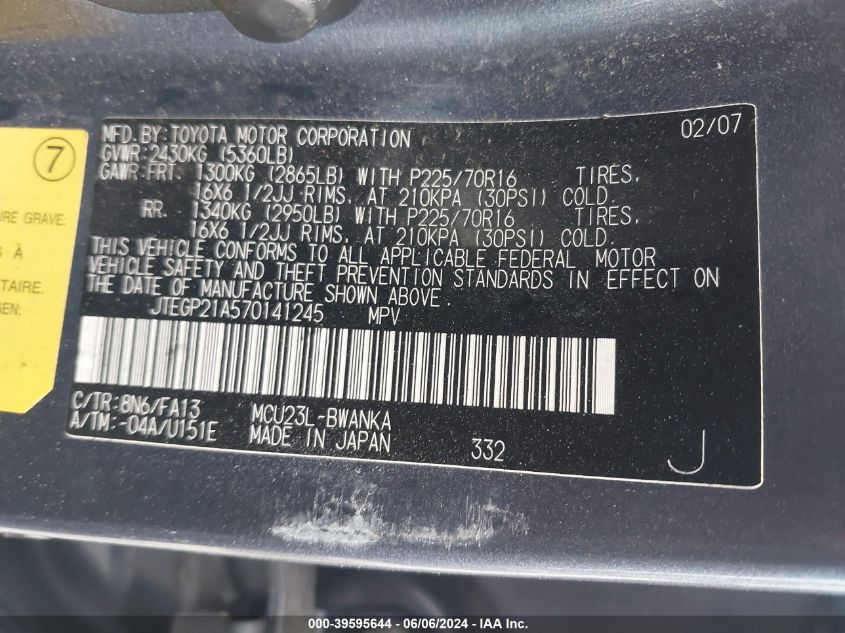 MFD.BY:TOYOTA MOTOR CORPORATION 02/07
GVWR:2430KG (5360LB)
GAWR:FRT. 1300KG (2865LB) WITH P225/70R16 TIRES,
16X6 1/2JJ RIMS, AT 210KPA (30PSI) COLD.
RR. 1340KG (2950LB) WITH P225/70R16 TIRES,
16X6 1/2JJ RIMS, AT 210KPA (30PSI) COLD.
THIS VEHICLE CONFORMS TO ALL APPLICABLE FEDERAL MOTOR
VEHICLE SAFETY AND THEFT PREVENTION STANDARDS IN EFFECT ON
THE DATE OF MANUFACTURE SHOWN ABOVE.
JTEGP21A570141245 MPV
C/TR:8N6/FA13 MCU23L-BWANKA
A/TM:-04A/U151E MADE IN JAPAN 332 J
7
URE GRAVE.
S À
TAIRE.
GEN:
000-39595644 / 06/06/2024 / IAA Inc.